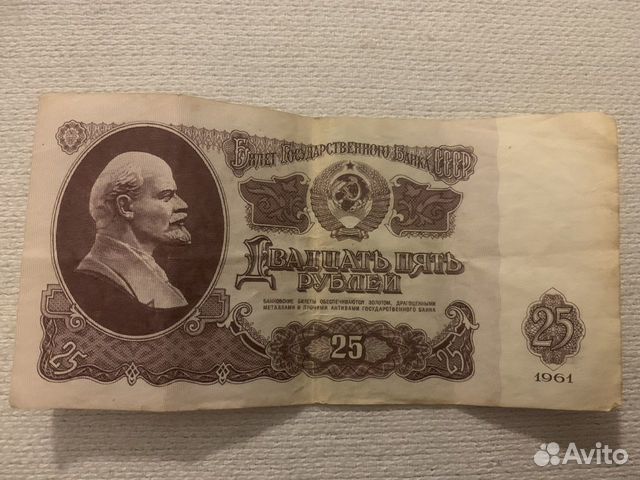 Билет Государственного Банка СССР
Двадцать пять
рублей
Банковские билеты обеспечиваются золотом, драгоценными
металлами и прочими активами Государственного банка
25
25
25
25
1961
Avito